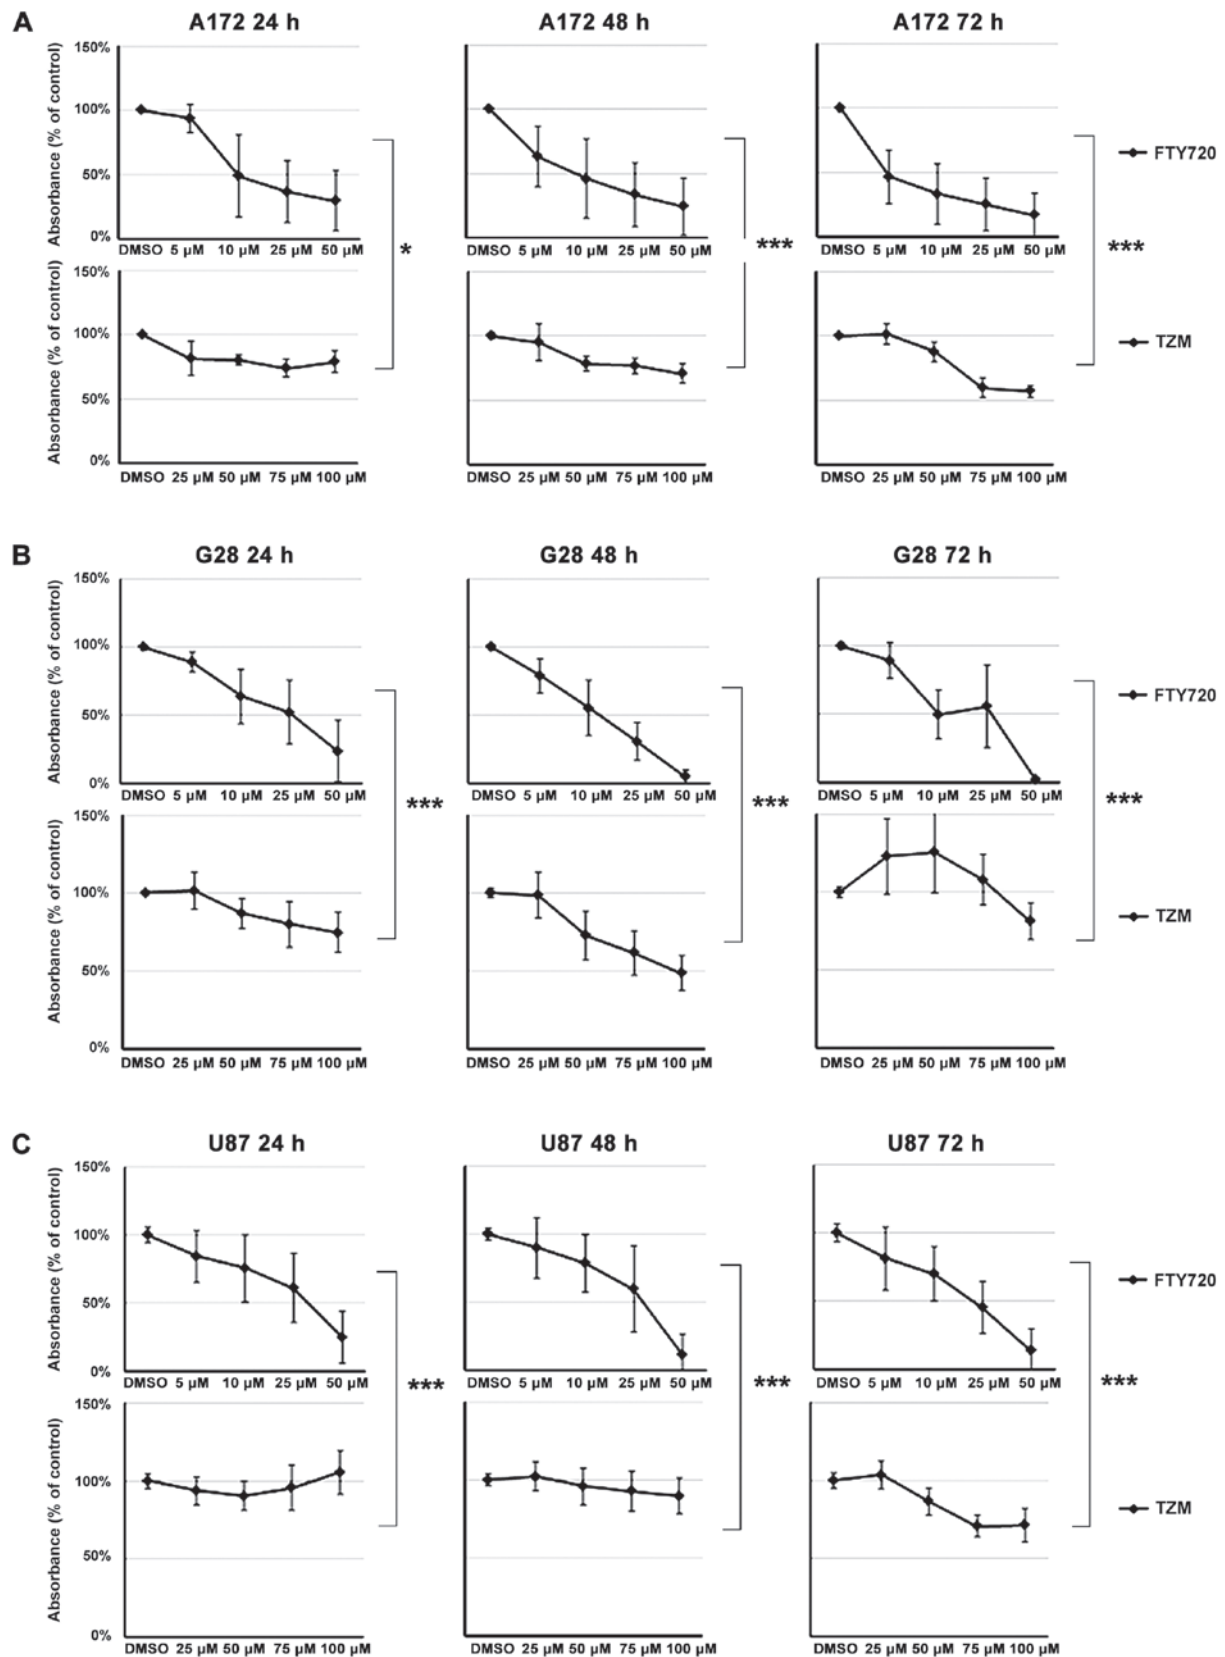 A
A172 24 h
A172 48 h
A172 72 h
Absorbance (% of control)
150%
100%
50%
0%
DMSO 5 µM 10 µM 25 µM 50 µM
DMSO 5 µM 10 µM 25 µM 50 µM
DMSO 5 µM 10 µM 25 µM 50 µM
FTY720
*
***
***
Absorbance (% of control)
150%
100%
50%
0%
DMSO 25 µM 50 µM 75 µM 100 µM
DMSO 25 µM 50 µM 75 µM 100 µM
DMSO 25 µM 50 µM 75 µM 100 µM
TZM
B
G28 24 h
G28 48 h
G28 72 h
Absorbance (% of control)
150%
100%
50%
0%
DMSO 5 µM 10 µM 25 µM 50 µM
DMSO 5 µM 10 µM 25 µM 50 µM
DMSO 5 µM 10 µM 25 µM 50 µM
FTY720
***
***
***
Absorbance (% of control)
150%
100%
50%
0%
DMSO 25 µM 50 µM 75 µM 100 µM
DMSO 25 µM 50 µM 75 µM 100 µM
DMSO 25 µM 50 µM 75 µM 100 µM
TZM
C
U87 24 h
U87 48 h
U87 72 h
Absorbance (% of control)
150%
100%
50%
0%
DMSO 5 µM 10 µM 25 µM 50 µM
DMSO 5 µM 10 µM 25 µM 50 µM
DMSO 5 µM 10 µM 25 µM 50 µM
FTY720
***
***
***
Absorbance (% of control)
150%
100%
50%
0%
DMSO 25 µM 50 µM 75 µM 100 µM
DMSO 25 µM 50 µM 75 µM 100 µM
DMSO 25 µM 50 µM 75 µM 100 µM
TZM